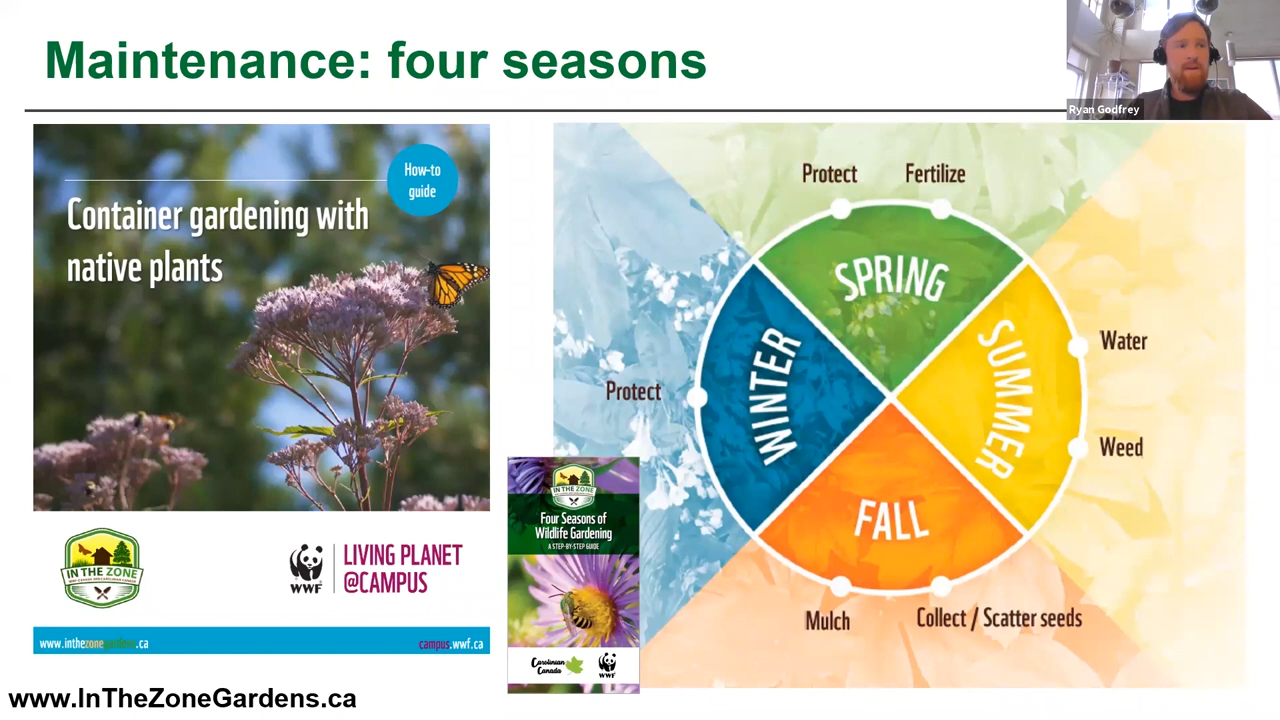 Maintenance: four seasons
Ryan Godfrey
How-to
guide
Container gardening with
native plants
IN THE ZONE
WWF
LIVING PLANET
@CAMPUS
www.inthezonegardens.ca
campus.wwf.ca
IN THE ZONE
Four Seasons of
Wildlife Gardening
A STEP-BY-STEP GUIDE
Carolinian
Canada
WWF
Protect
Fertilize
SPRING
Water
SUMMER
Weed
WINTER
Protect
FALL
Mulch
Collect / Scatter seeds
www.InTheZoneGardens.ca